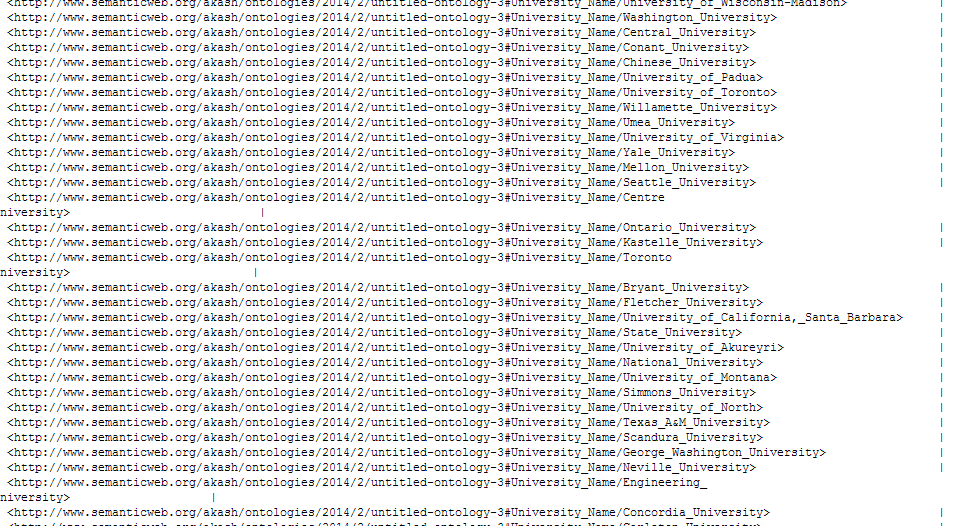 <http://www.semanticweb.org/akash/ontologies/2014/2/untitled-ontology-3#University_Name/University_of_Wisconsin-Madison> |
<http://www.semanticweb.org/akash/ontologies/2014/2/untitled-ontology-3#University_Name/Washington_University> |
<http://www.semanticweb.org/akash/ontologies/2014/2/untitled-ontology-3#University_Name/Central_University> |
<http://www.semanticweb.org/akash/ontologies/2014/2/untitled-ontology-3#University_Name/Conant_University> |
<http://www.semanticweb.org/akash/ontologies/2014/2/untitled-ontology-3#University_Name/Chinese_University> |
<http://www.semanticweb.org/akash/ontologies/2014/2/untitled-ontology-3#University_Name/University_of_Padua> |
<http://www.semanticweb.org/akash/ontologies/2014/2/untitled-ontology-3#University_Name/University_of_Toronto> |
<http://www.semanticweb.org/akash/ontologies/2014/2/untitled-ontology-3#University_Name/Willamette_University> |
<http://www.semanticweb.org/akash/ontologies/2014/2/untitled-ontology-3#University_Name/Umea_University> |
<http://www.semanticweb.org/akash/ontologies/2014/2/untitled-ontology-3#University_Name/University_of_Virginia> |
<http://www.semanticweb.org/akash/ontologies/2014/2/untitled-ontology-3#University_Name/Yale_University> |
<http://www.semanticweb.org/akash/ontologies/2014/2/untitled-ontology-3#University_Name/Mellon_University> |
<http://www.semanticweb.org/akash/ontologies/2014/2/untitled-ontology-3#University_Name/Seattle_University> |
<http://www.semanticweb.org/akash/ontologies/2014/2/untitled-ontology-3#University_Name/Centre
niversity> |
<http://www.semanticweb.org/akash/ontologies/2014/2/untitled-ontology-3#University_Name/Ontario_University> |
<http://www.semanticweb.org/akash/ontologies/2014/2/untitled-ontology-3#University_Name/Kastelle_University> |
<http://www.semanticweb.org/akash/ontologies/2014/2/untitled-ontology-3#University_Name/Toronto
niversity> |
<http://www.semanticweb.org/akash/ontologies/2014/2/untitled-ontology-3#University_Name/Bryant_University> |
<http://www.semanticweb.org/akash/ontologies/2014/2/untitled-ontology-3#University_Name/Fletcher_University> |
<http://www.semanticweb.org/akash/ontologies/2014/2/untitled-ontology-3#University_Name/University_of_California,_Santa_Barbara> |
<http://www.semanticweb.org/akash/ontologies/2014/2/untitled-ontology-3#University_Name/State_University> |
<http://www.semanticweb.org/akash/ontologies/2014/2/untitled-ontology-3#University_Name/University_of_Akureyri> |
<http://www.semanticweb.org/akash/ontologies/2014/2/untitled-ontology-3#University_Name/National_University> |
<http://www.semanticweb.org/akash/ontologies/2014/2/untitled-ontology-3#University_Name/University_of_Montana> |
<http://www.semanticweb.org/akash/ontologies/2014/2/untitled-ontology-3#University_Name/Simmons_University> |
<http://www.semanticweb.org/akash/ontologies/2014/2/untitled-ontology-3#University_Name/University_of_North> |
<http://www.semanticweb.org/akash/ontologies/2014/2/untitled-ontology-3#University_Name/Texas_A&M_University> |
<http://www.semanticweb.org/akash/ontologies/2014/2/untitled-ontology-3#University_Name/Scandura_University> |
<http://www.semanticweb.org/akash/ontologies/2014/2/untitled-ontology-3#University_Name/George_Washington_University> |
<http://www.semanticweb.org/akash/ontologies/2014/2/untitled-ontology-3#University_Name/Neville_University> |
<http://www.semanticweb.org/akash/ontologies/2014/2/untitled-ontology-3#University_Name/Engineering_
niversity> |
<http://www.semanticweb.org/akash/ontologies/2014/2/untitled-ontology-3#University_Name/Concordia_University> |